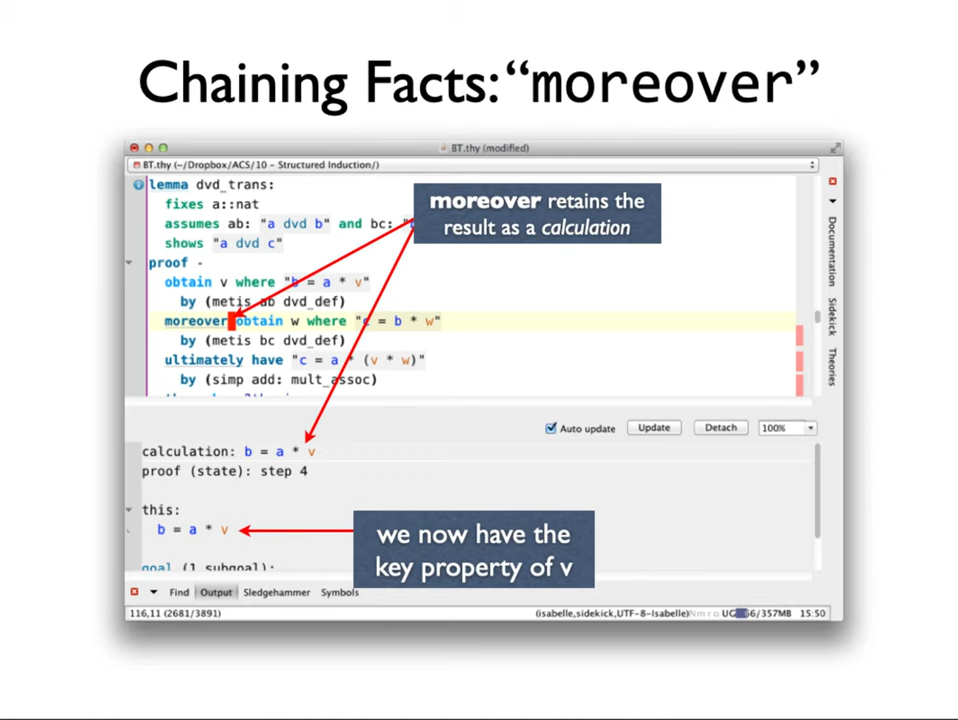 Chaining Facts: “moreover”
BT.thy (modified)
BT.thy (~/Dropbox/ACS/10 - Structured Induction/)
lemma dvd_trans:
fixes a::nat
assumes ab: "a dvd b" and bc: "
shows "a dvd c"
proof -
obtain v where "b = a * v"
by (metis ab dvd_def)
moreover obtain w where "c = b * w"
by (metis bc dvd_def)
ultimately have "c = a * (v * w)"
by (simp add: mult_assoc)
moreover retains the
result as a calculation
Documentation
Sidekick
Theories
Auto update
Update
Detach
100%
calculation: b = a * v
proof (state): step 4
this:
b = a * v
goal (1 subgoal):
we now have the
key property of v
Find
Output
Sledgehammer
Symbols
116,11 (2681/3891)
(isabelle,sidekick,UTF-8-Isabelle)Nmro UG 66/357MB 15:50